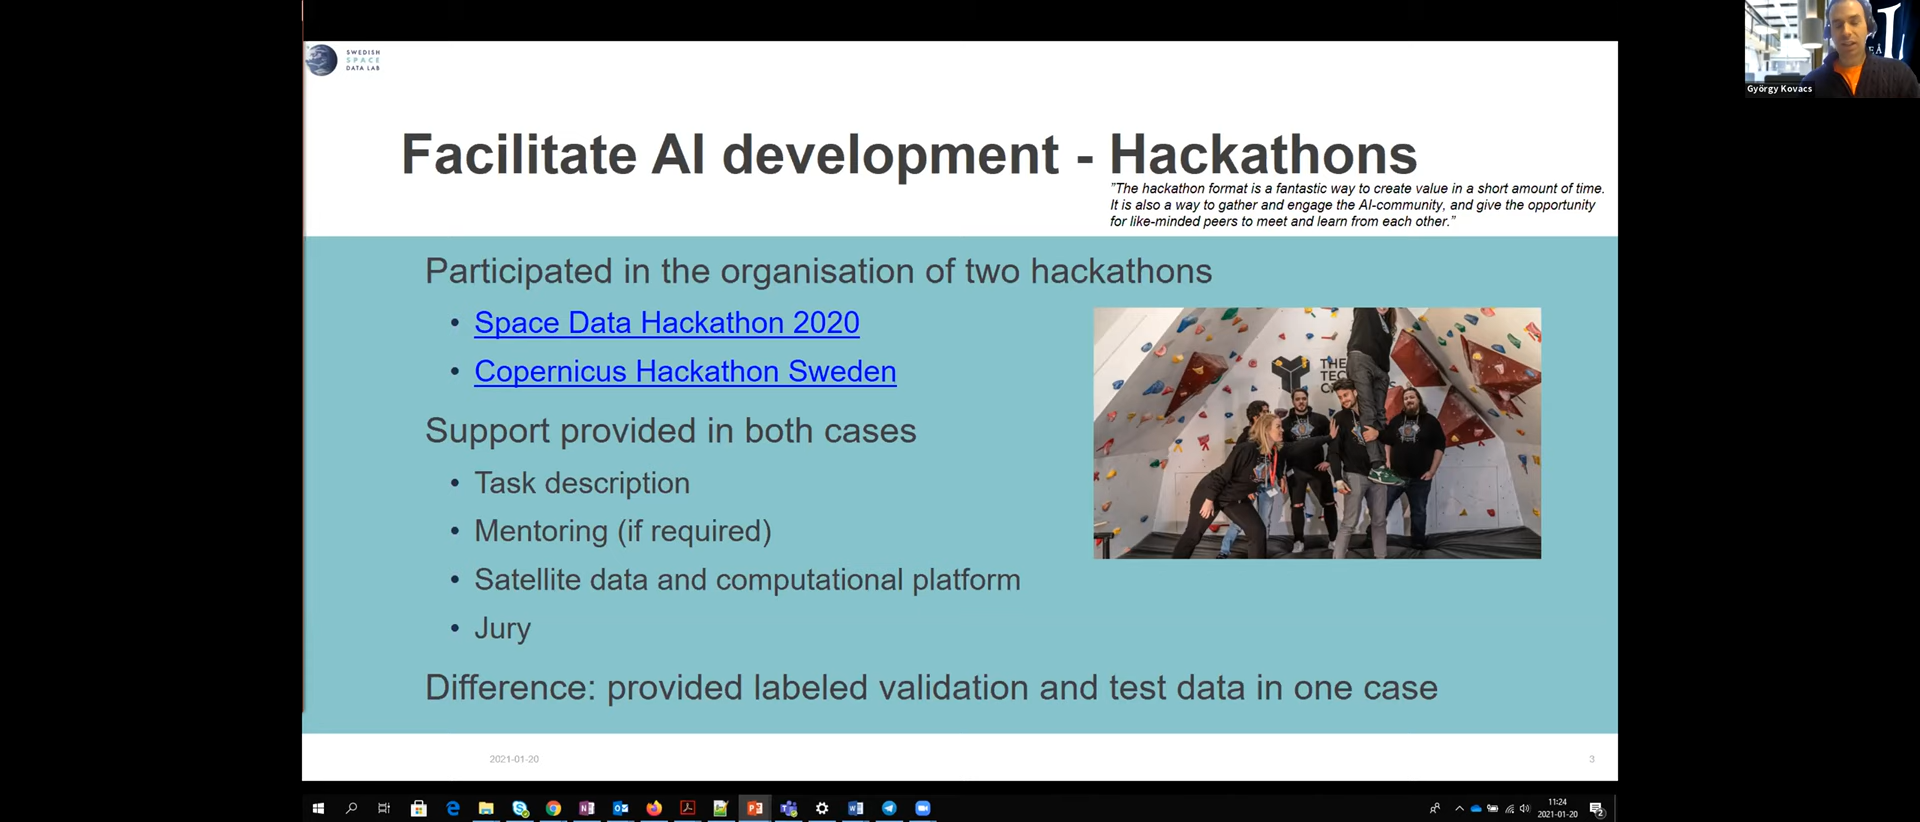 SWEDISH
SPACE
DATA LAB
György Kovacs
Facilitate AI development - Hackathons
”The hackathon format is a fantastic way to create value in a short amount of time.
It is also a way to gather and engage the AI-community, and give the opportunity
for like-minded peers to meet and learn from each other.”
Participated in the organisation of two hackathons
• Space Data Hackathon 2020
• Copernicus Hackathon Sweden
Support provided in both cases
• Task description
• Mentoring (if required)
• Satellite data and computational platform
• Jury
THE
TEC
Difference: provided labeled validation and test data in one case
2021-01-20
3
11:24
2021-01-20